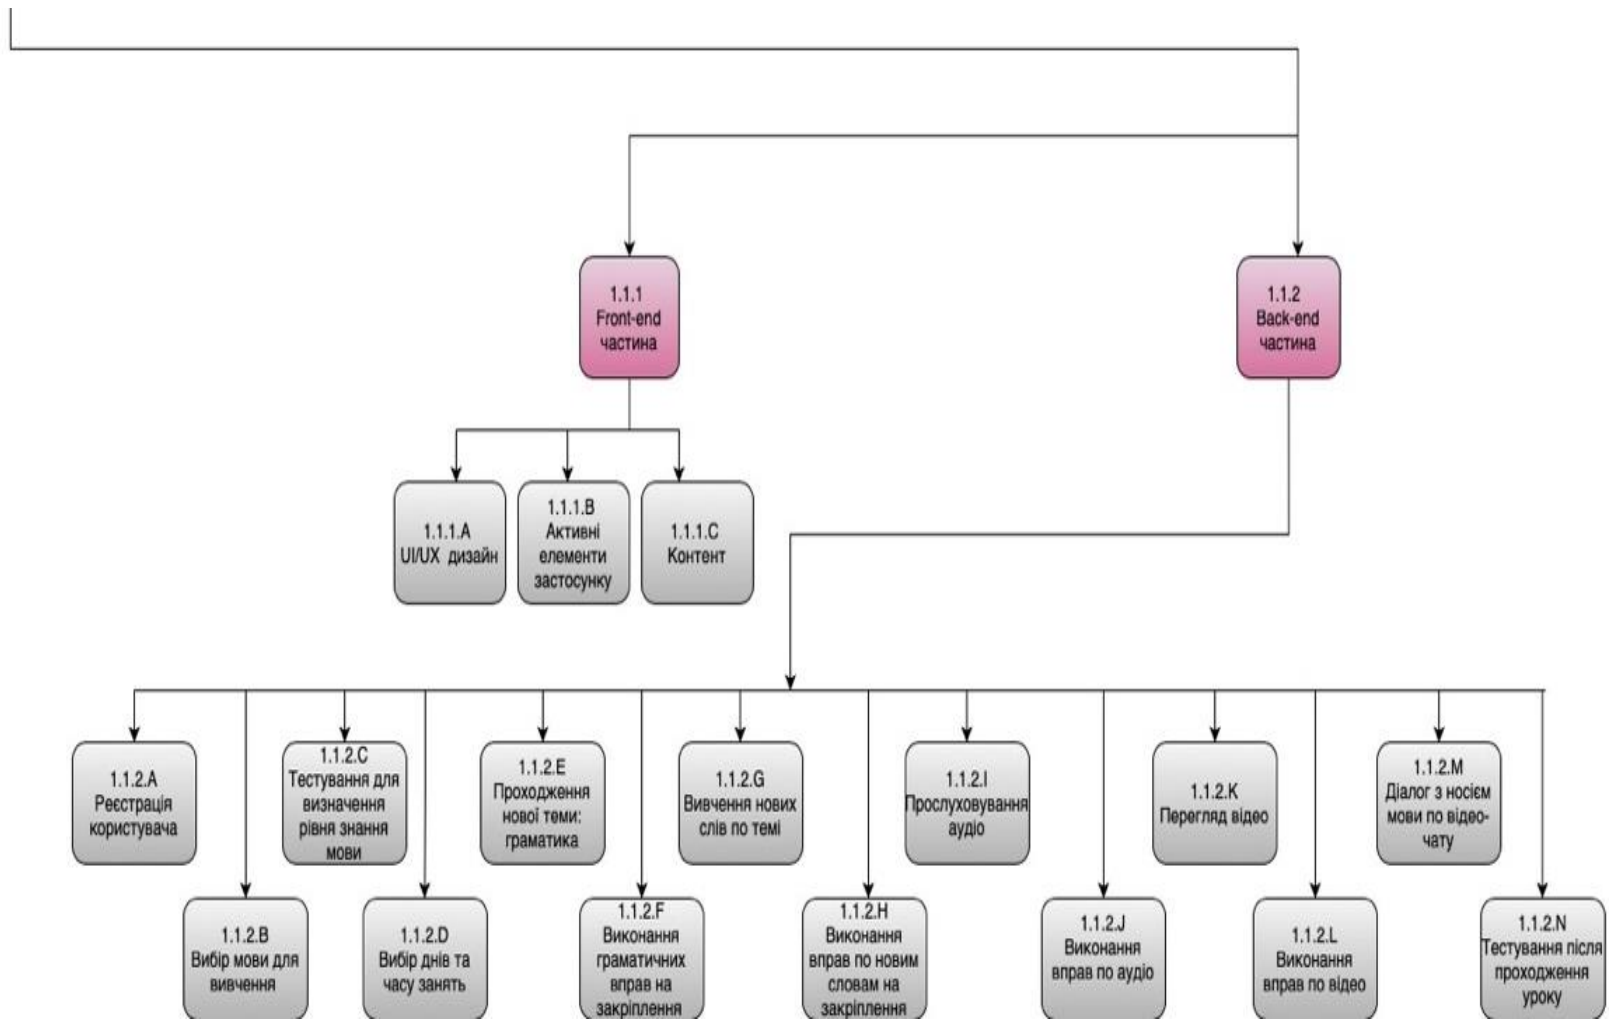 1.1.1
Front-end
частина
1.1.2
Back-end
частина
1.1.1.A
UI/UX дизайн
1.1.1.B
Активні
елементи
застосунку
1.1.1.C
Контент
1.1.2.A
Реєстрація
користувача
1.1.2.C
Тестування для
визначення
рівня знання
мови
1.1.2.E
Проходження
нової теми:
граматика
1.1.2.G
Вивчення нових
слів по темі
1.1.2.I
Прослуховування
аудіо
1.1.2.K
Перегляд відео
1.1.2.M
Діалог з носієм
мови по відео-
чату
1.1.2.B
Вибір мови для
вивчення
1.1.2.D
Вибір днів та
часу занять
1.1.2.F
Виконання
граматичних
вправ на
закріплення
1.1.2.H
Виконання
вправ по новим
словам на
закріплення
1.1.2.J
Виконання
вправ по аудіо
1.1.2.L
Виконання
вправ по відео
1.1.2.N
Тестування після
проходження
уроку